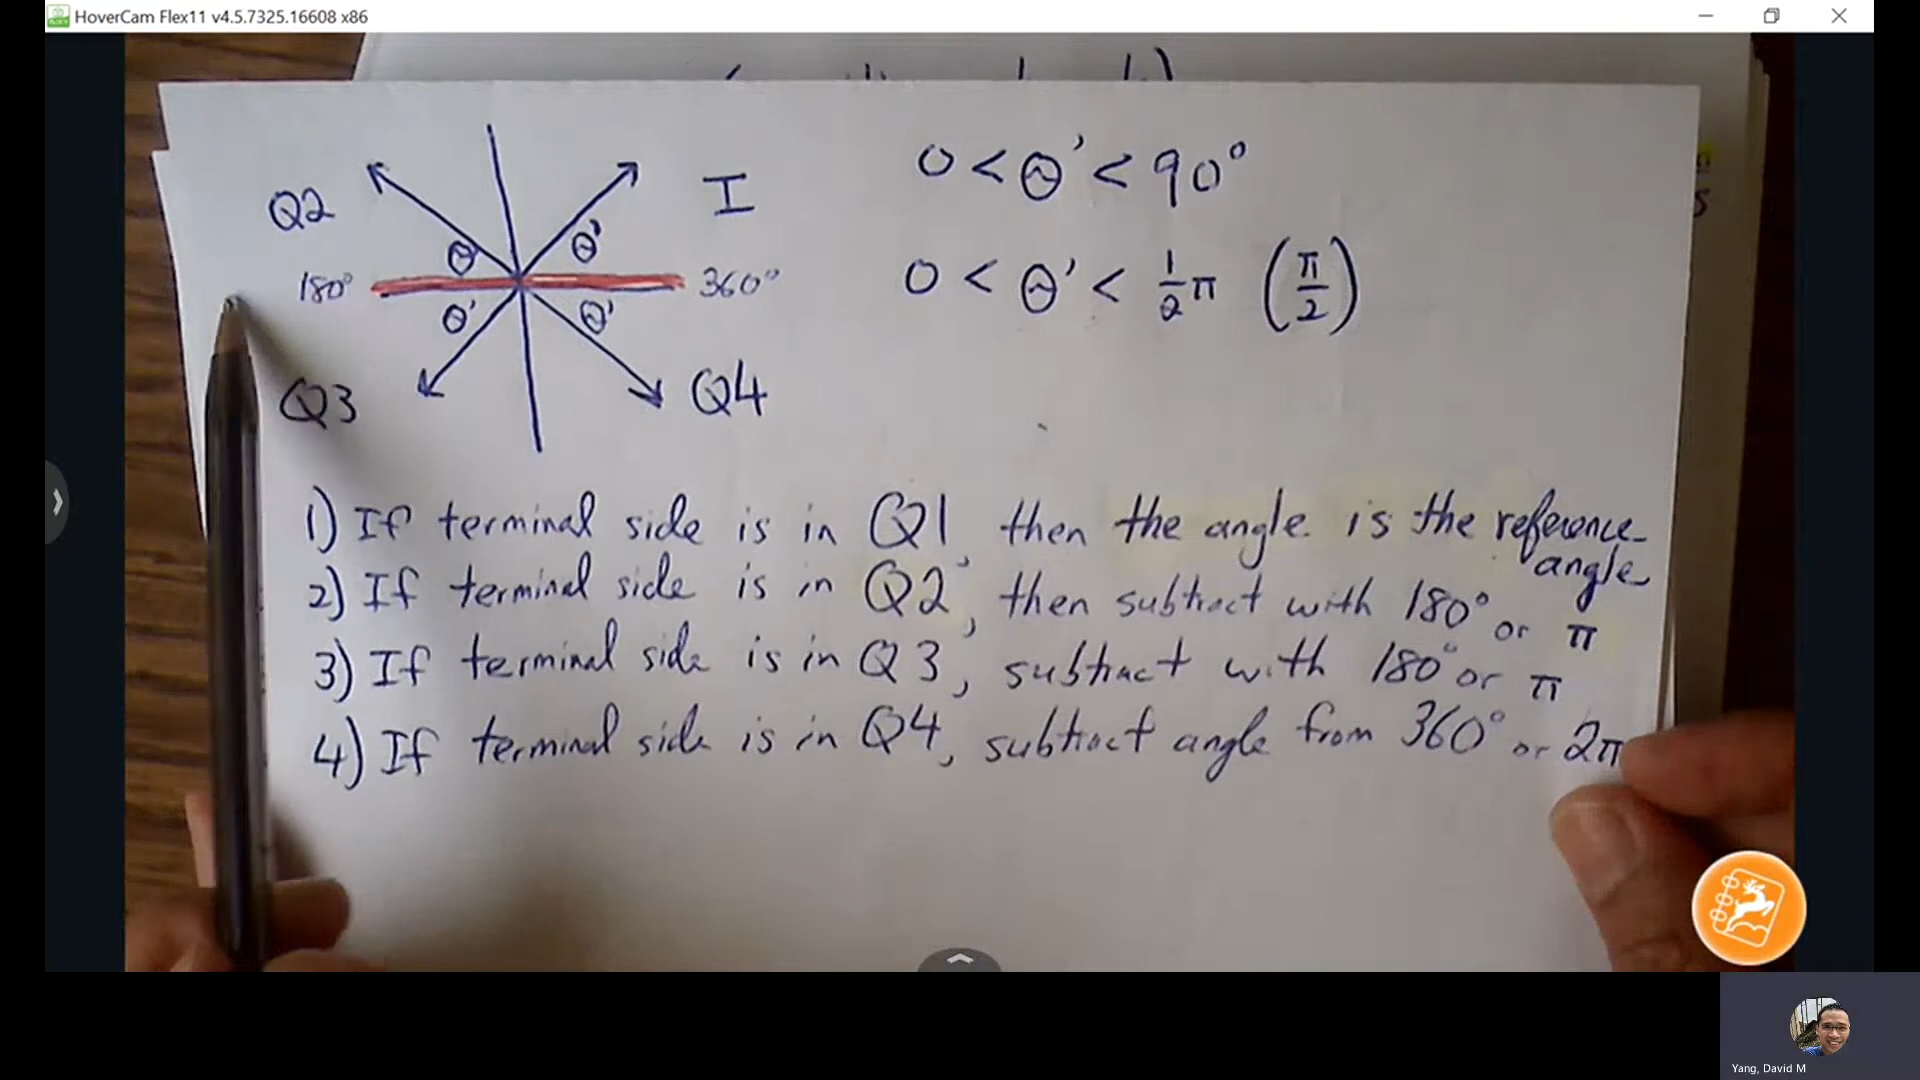 HoverCam Flex11 v4.5.7325.16608 x86
Q2
I
0 < θ' < 90°
θ
θ'
180°
360°
0 < θ' < 1/2 π (π/2)
θ'
θ'
Q3
Q4
1) If terminal side is in Q1, then the angle is the reference angle
2) If terminal side is in Q2, then subtract with 180° or π
3) If terminal side is in Q3, subtract with 180° or π
4) If terminal side is in Q4, subtract angle from 360° or 2π
Yang, David M